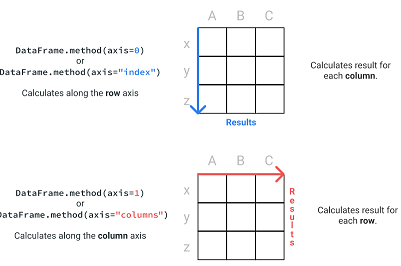 A B C
x
y
z
DataFrame.method(axis=0)
or
DataFrame.method(axis="index")
Calculates along the row axis
Calculates result for
each column.
Results
A B C
x
y
z
DataFrame.method(axis=1)
or
DataFrame.method(axis="columns")
Calculates along the column axis
Results
Calculates result for
each row.